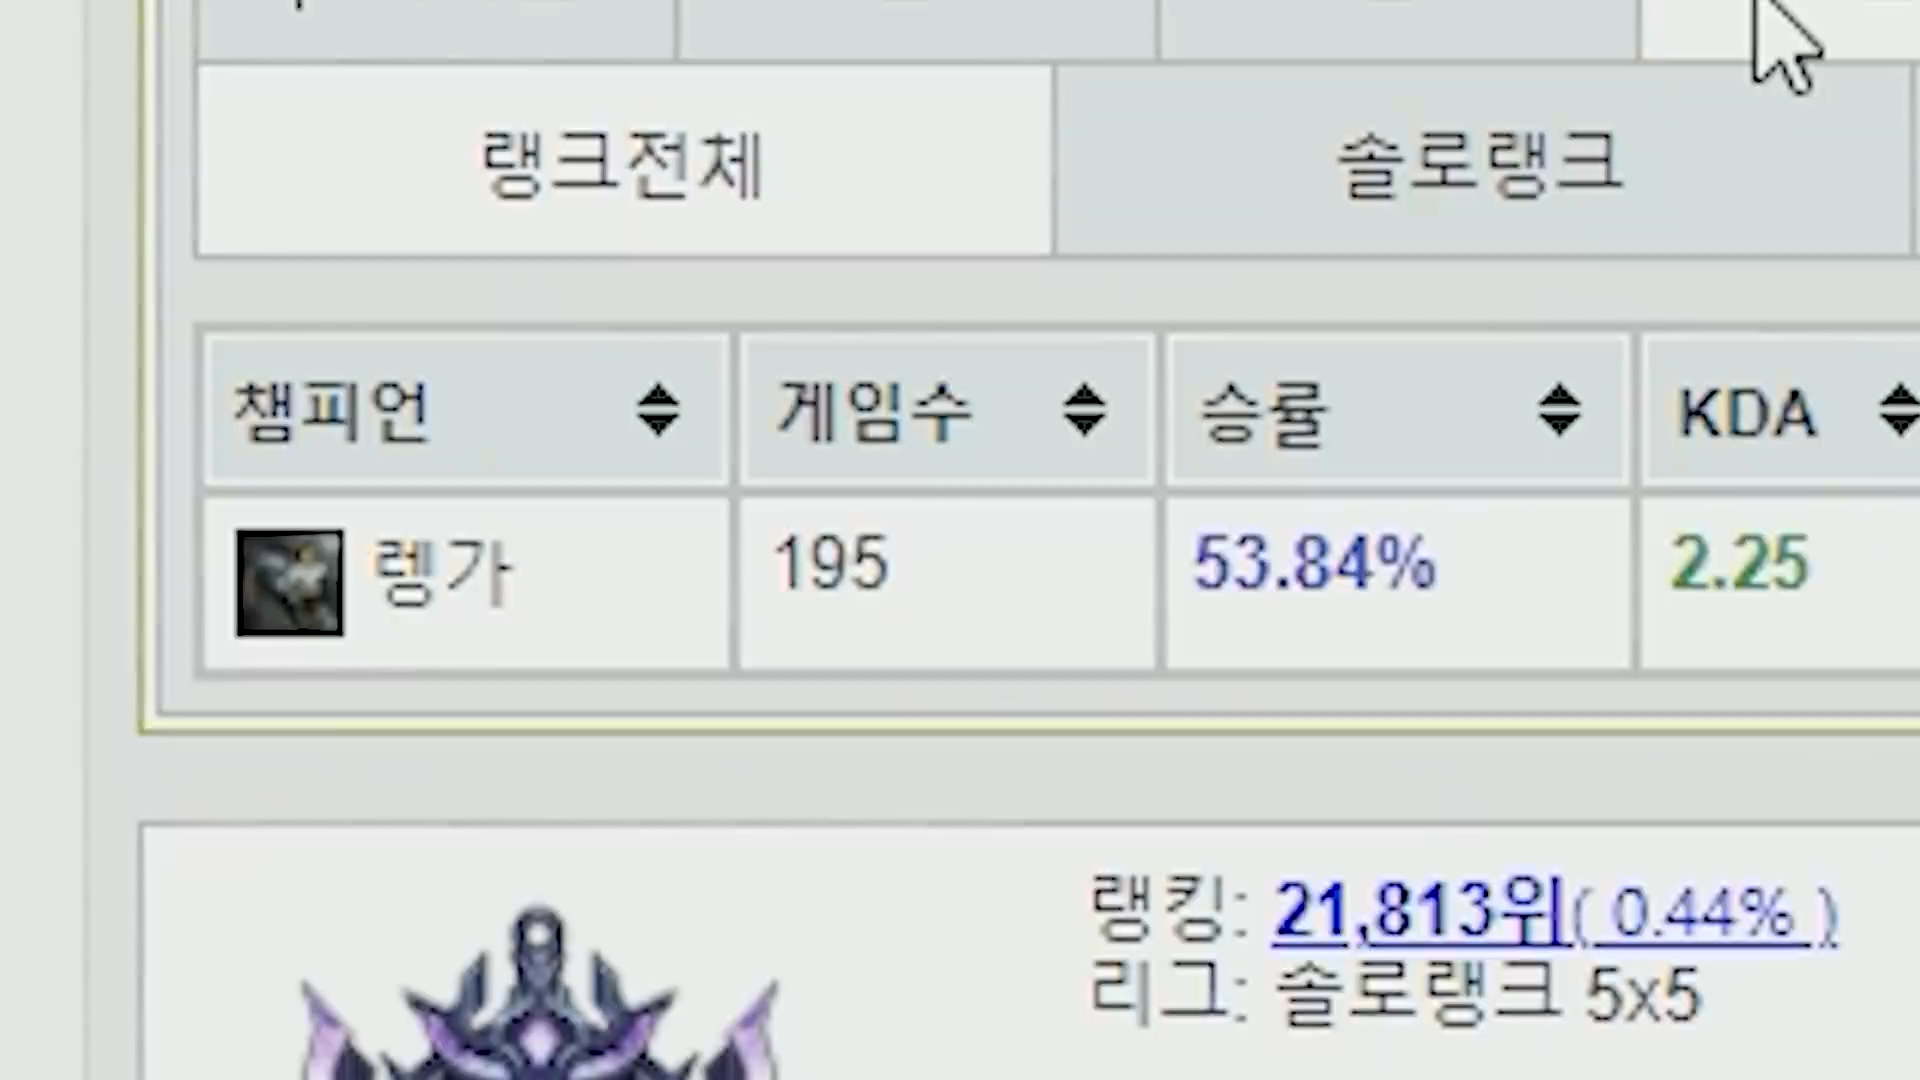 랭크전체 솔로랭크
챔피언 게임수 승률 KDA
렝가 195 53.84% 2.25
랭킹: 21,813위( 0.44% )
리그: 솔로랭크 5x5